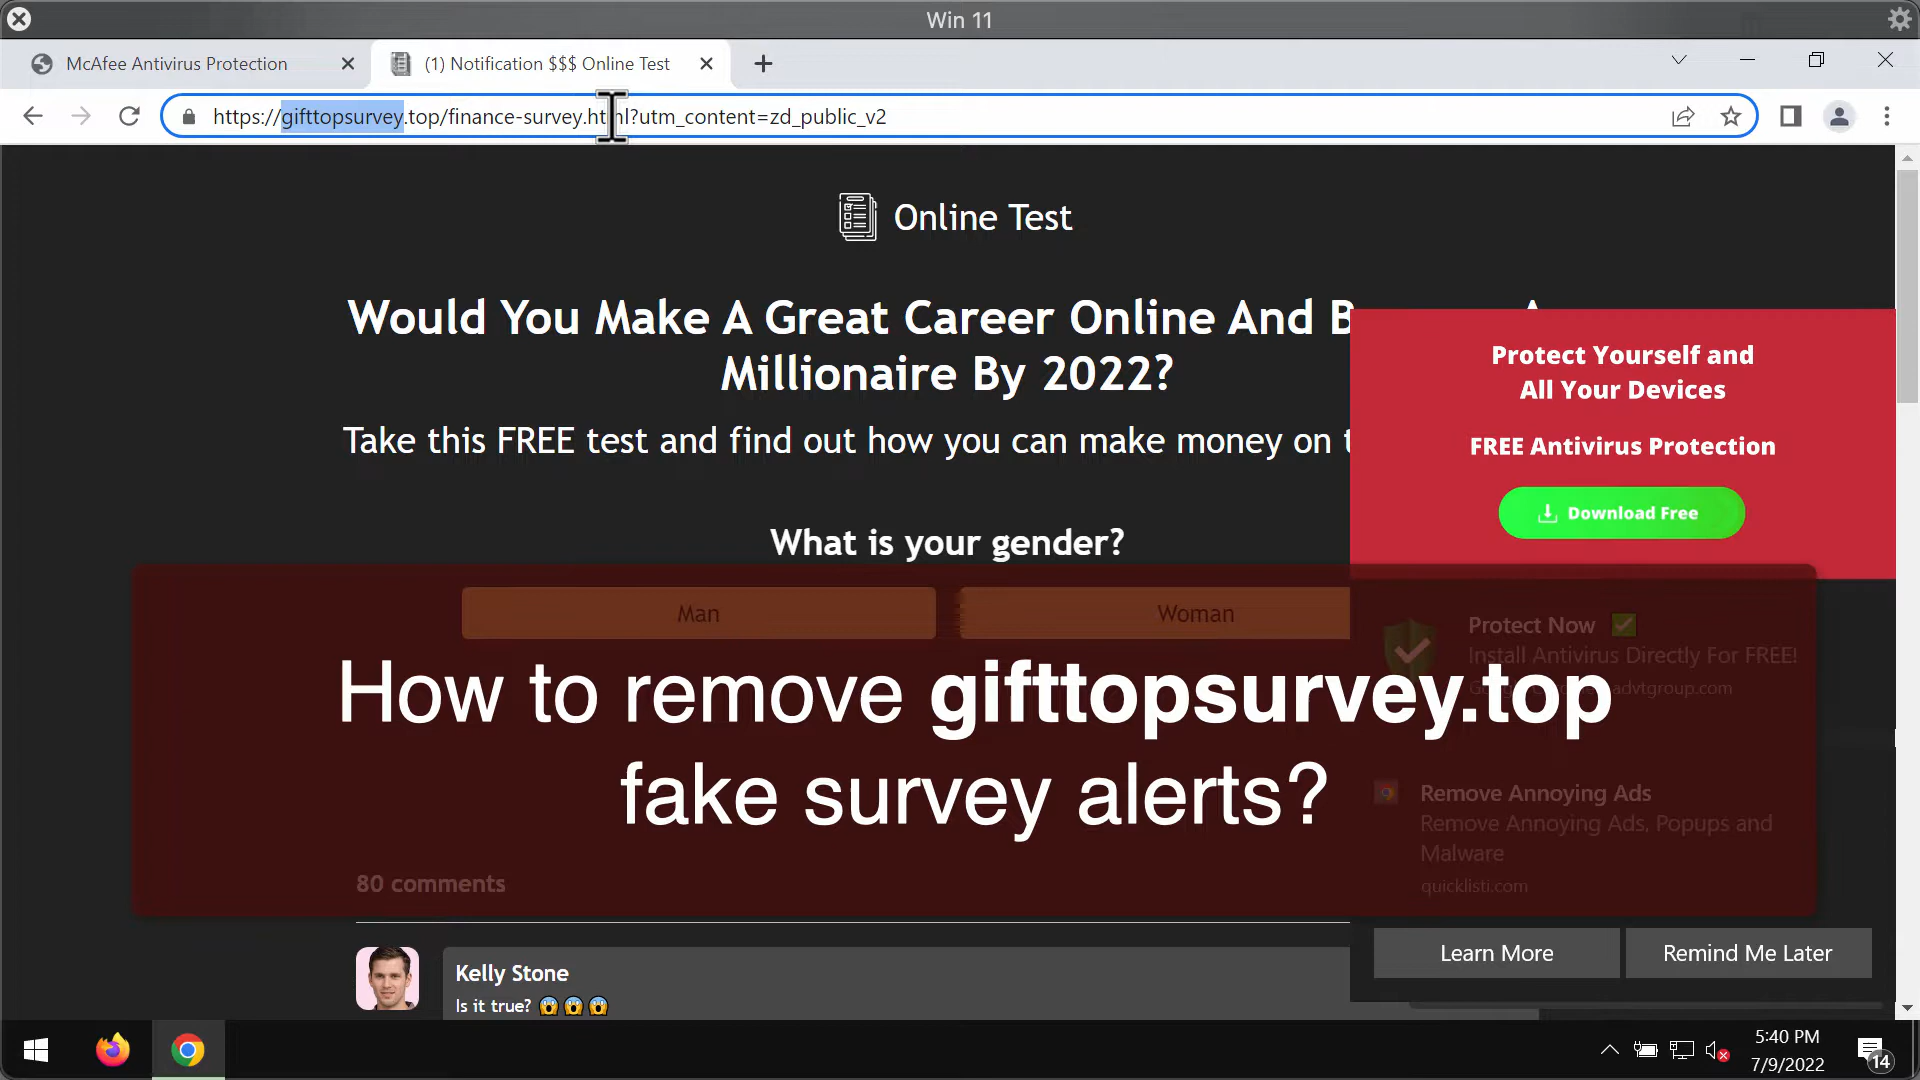 Win 11
McAfee Antivirus Protection
(1) Notification $$$ Online Test
https://gifttopsurvey.top/finance-survey.html?utm_content=zd_public_v2
Online Test
Would You Make A Great Career Online And B
Millionaire By 2022?
Take this FREE test and find out how you can make money on t
What is your gender?
Man
Woman
Protect Yourself and
All Your Devices
FREE Antivirus Protection
Download Free
Protect Now
Install Antivirus Directly For FREE!
advtgroup.com
How to remove gifttopsurvey.top
fake survey alerts?
Remove Annoying Ads
Remove Annoying Ads, Popups and
Malware
quicklisti.com
80 comments
Learn More
Remind Me Later
Kelly Stone
Is it true? 😱 😱 😱
5:40 PM
7/9/2022
14